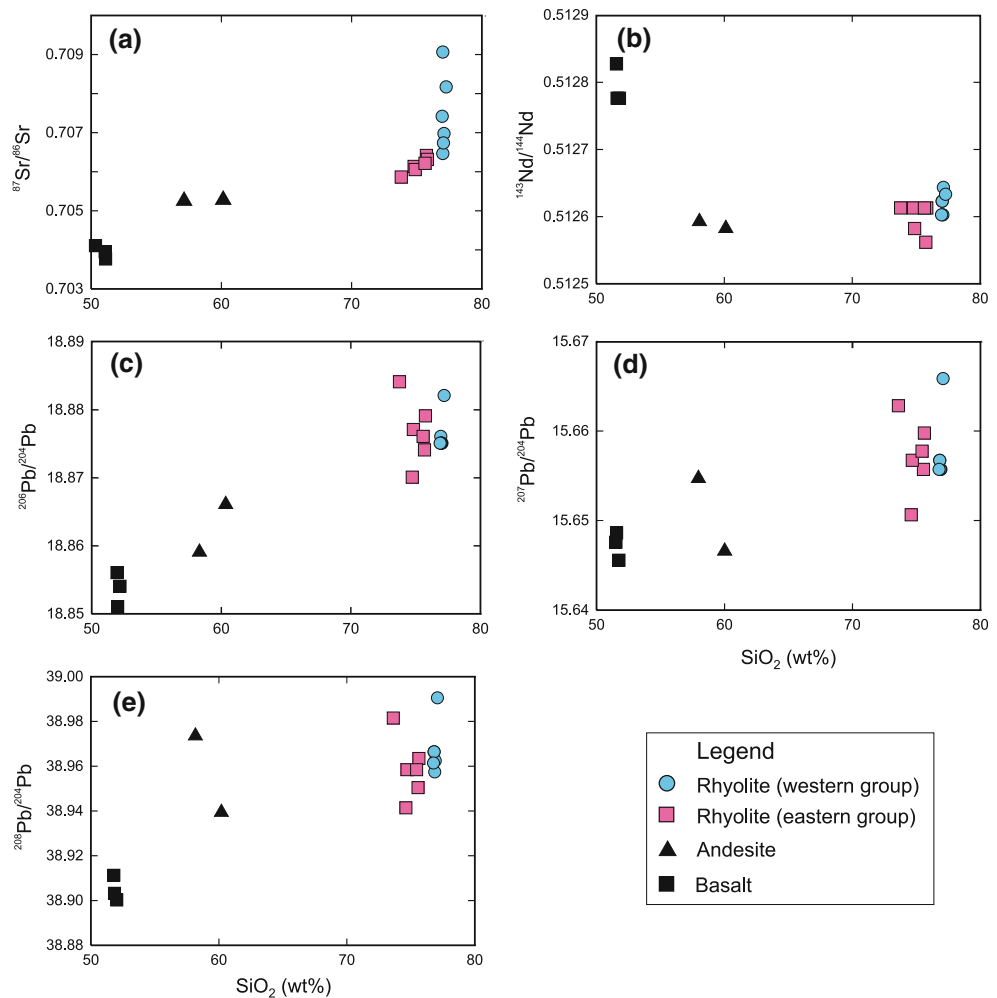 (a)
0.709
0.707
0.705
0.703
⁸⁷Sr/⁸⁶Sr
50 60 70 80
(b)
0.5129
0.5128
0.5127
0.5126
0.5125
¹⁴³Nd/¹⁴⁴Nd
50 60 70 80
(c)
18.89
18.88
18.87
18.86
18.85
²⁰⁶Pb/²⁰⁴Pb
50 60 70 80
(d)
15.67
15.66
15.65
15.64
²⁰⁷Pb/²⁰⁴Pb
50 60 70 80
SiO₂ (wt%)
(e)
39.00
38.98
38.96
38.94
38.92
38.90
38.88
²⁰⁸Pb/²⁰⁴Pb
50 60 70 80
SiO₂ (wt%)
Legend
Rhyolite (western group)
Rhyolite (eastern group)
Andesite
Basalt